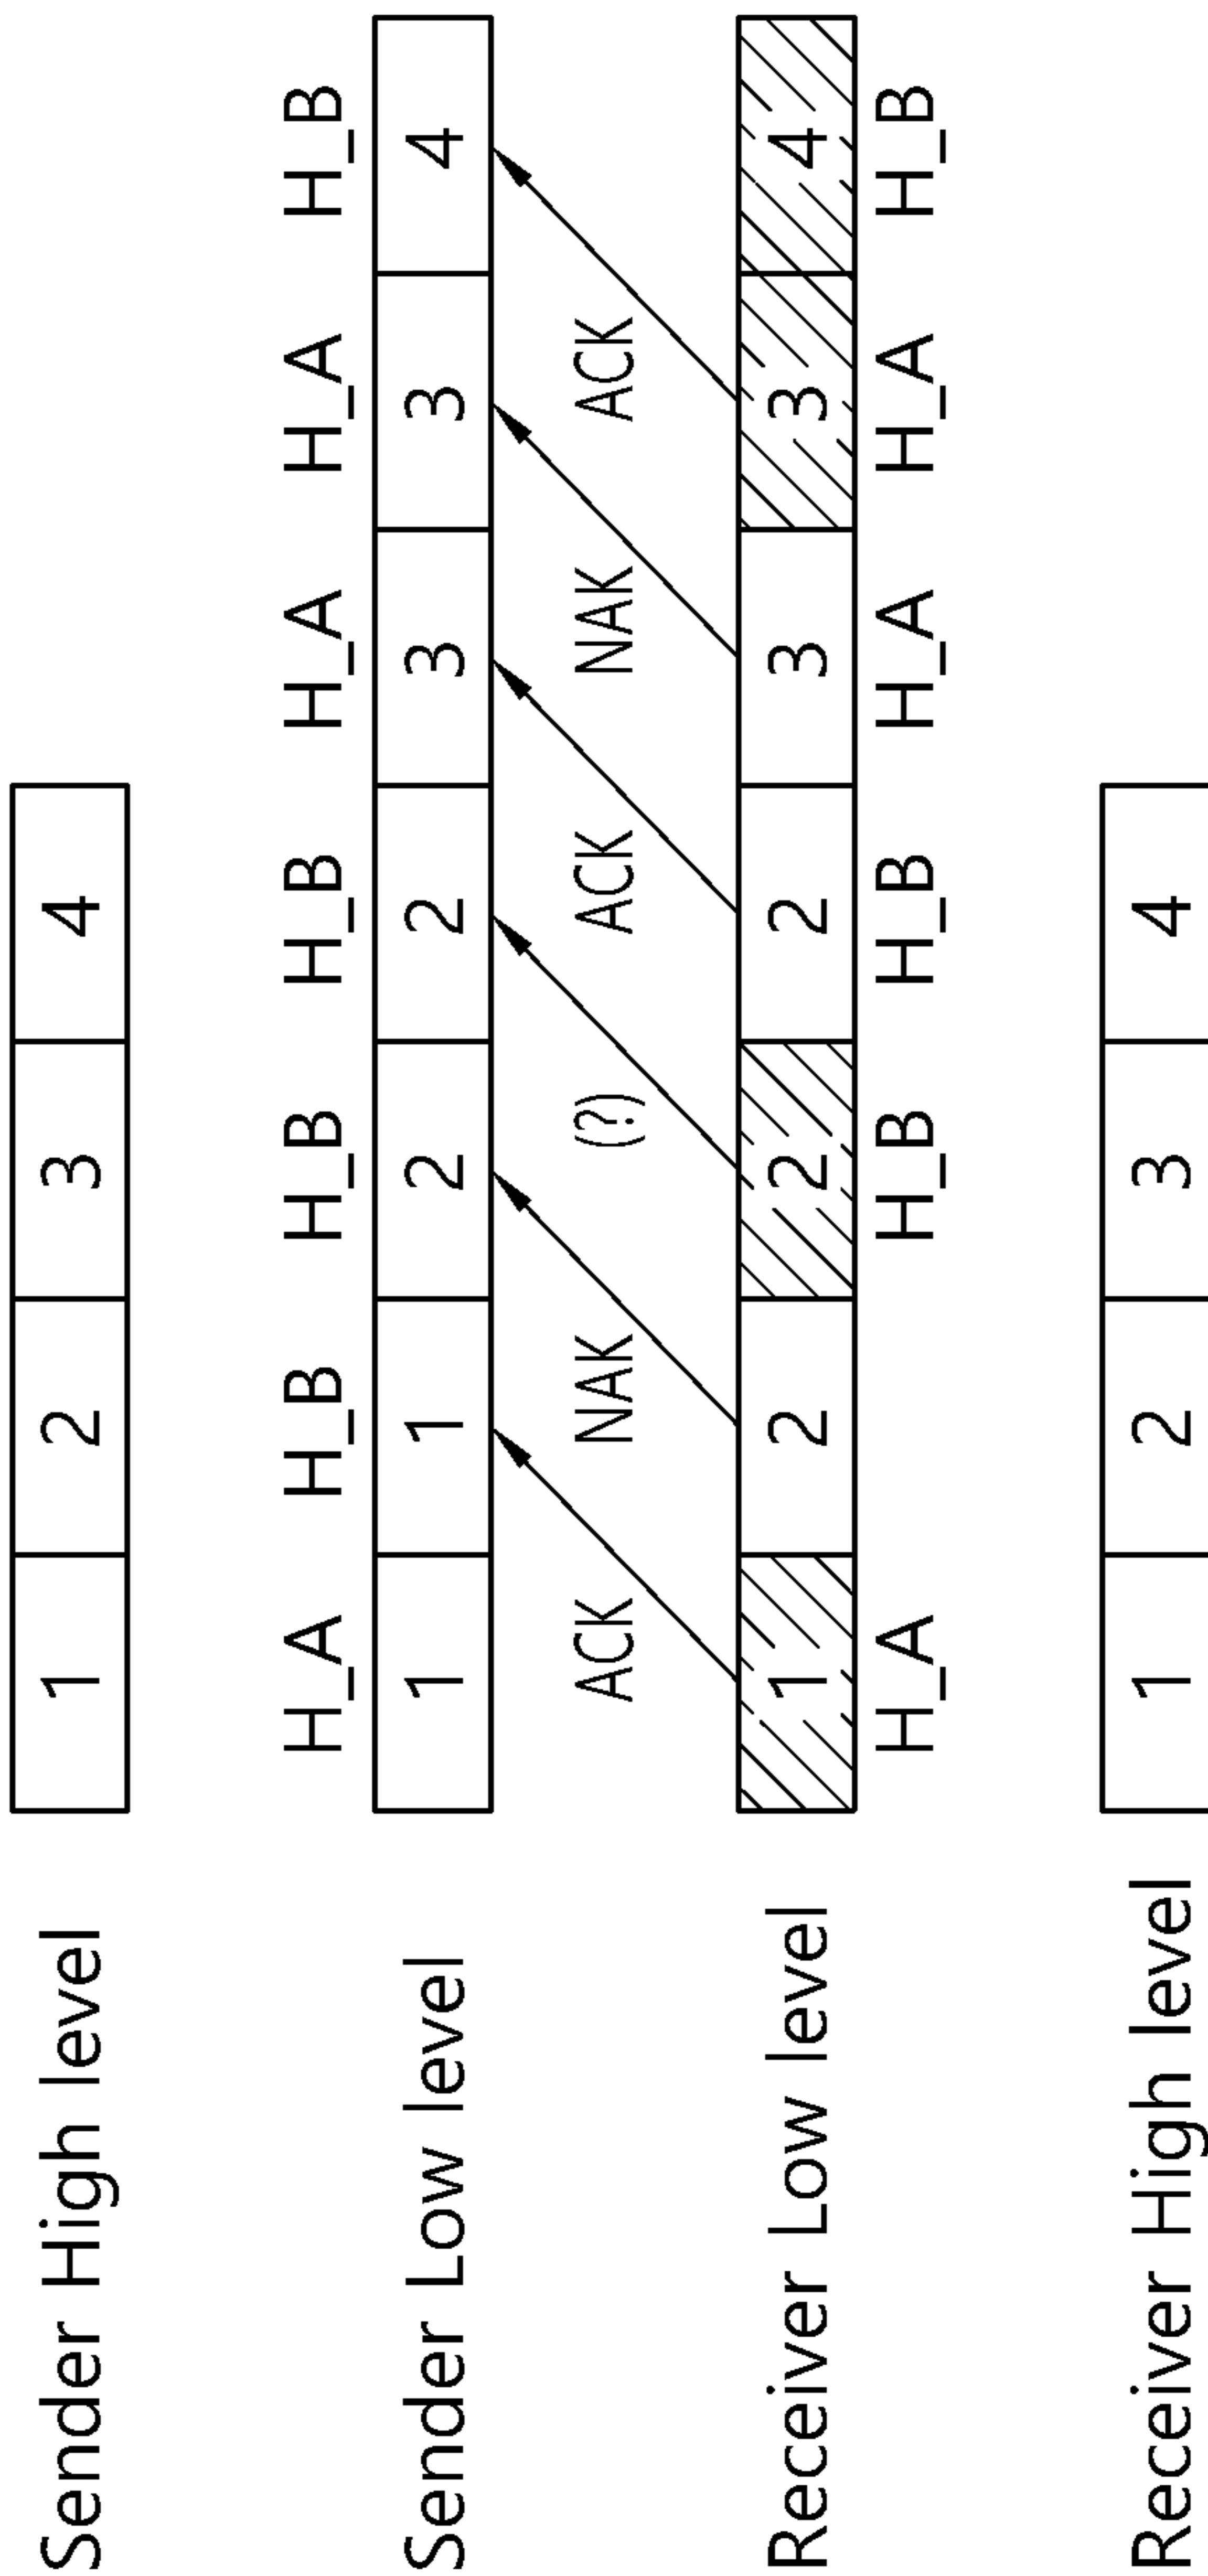 Sender High level 1 2 3 4
H_A H_B H_B H_B H_A H_A H_B
Sender Low level 1 1 2 2 3 3 4
ACK NAK (?) ACK NAK ACK
Receiver Low level 1 2 2 2 3 3 4
H_A H_B H_B H_A H_A H_B
Receiver High level 1 2 3 4